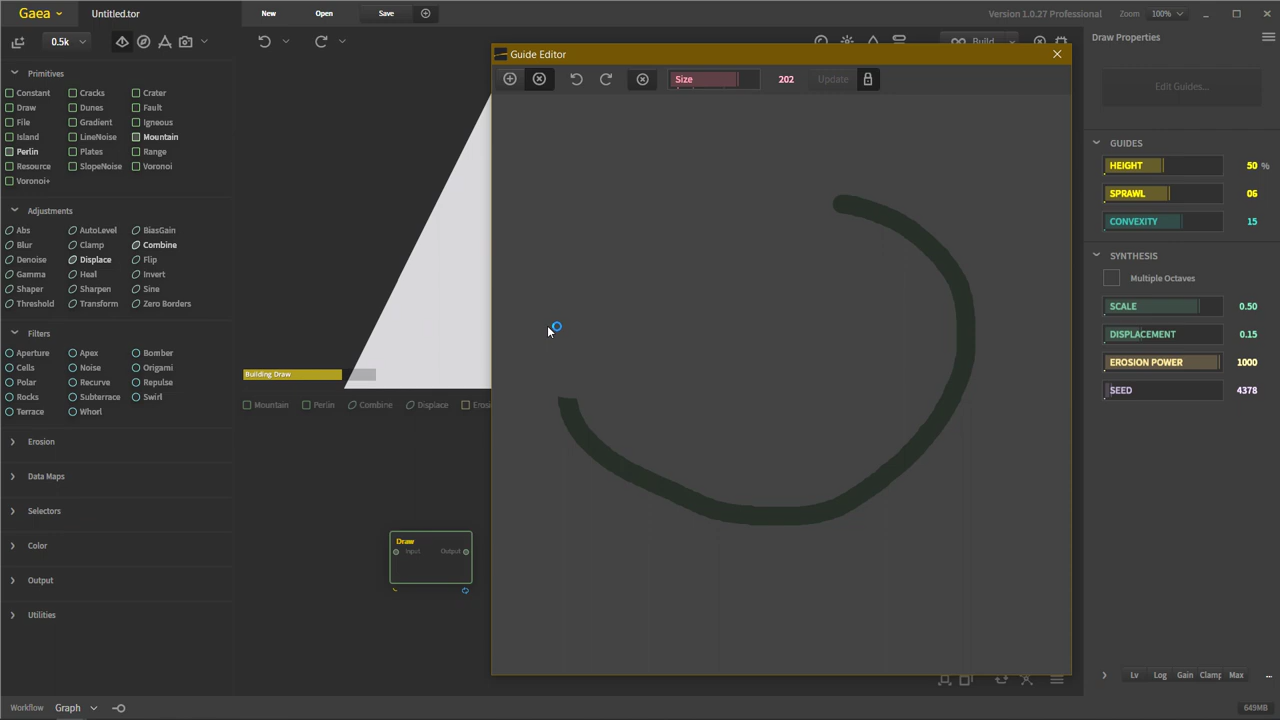 Gaea
Untitled.tor
New
Open
Save
Version 1.0.27 Professional
Zoom
100%
0.5k
Build
Guide Editor
Size
202
Update
Draw Properties
Edit Guides...
Primitives
Constant Cracks Crater
Draw Dunes Fault
File Gradient Igneous
Island LineNoise Mountain
Perlin Plates Range
Resource SlopeNoise Voronoi
Voronoi+
Adjustments
Abs AutoLevel BiasGain
Blur Clamp Combine
Denoise Displace Flip
Gamma Heal Invert
Shaper Sharpen Sine
Threshold Transform Zero Borders
Filters
Aperture Apex Bomber
Cells Noise Origami
Polar Recurve Repulse
Rocks Subterrace Swirl
Terrace Whorl
Erosion
Data Maps
Selectors
Color
Output
Utilities
Building Draw
Mountain Perlin Combine Displace Erosi
Draw
Input Output
GUIDES
HEIGHT 50 %
SPRAWL 06
CONVEXITY 15
SYNTHESIS
Multiple Octaves
SCALE 0.50
DISPLACEMENT 0.15
EROSION POWER 1000
SEED 4378
Lv Log Gain Clamp Max ...
Workflow Graph
649MB